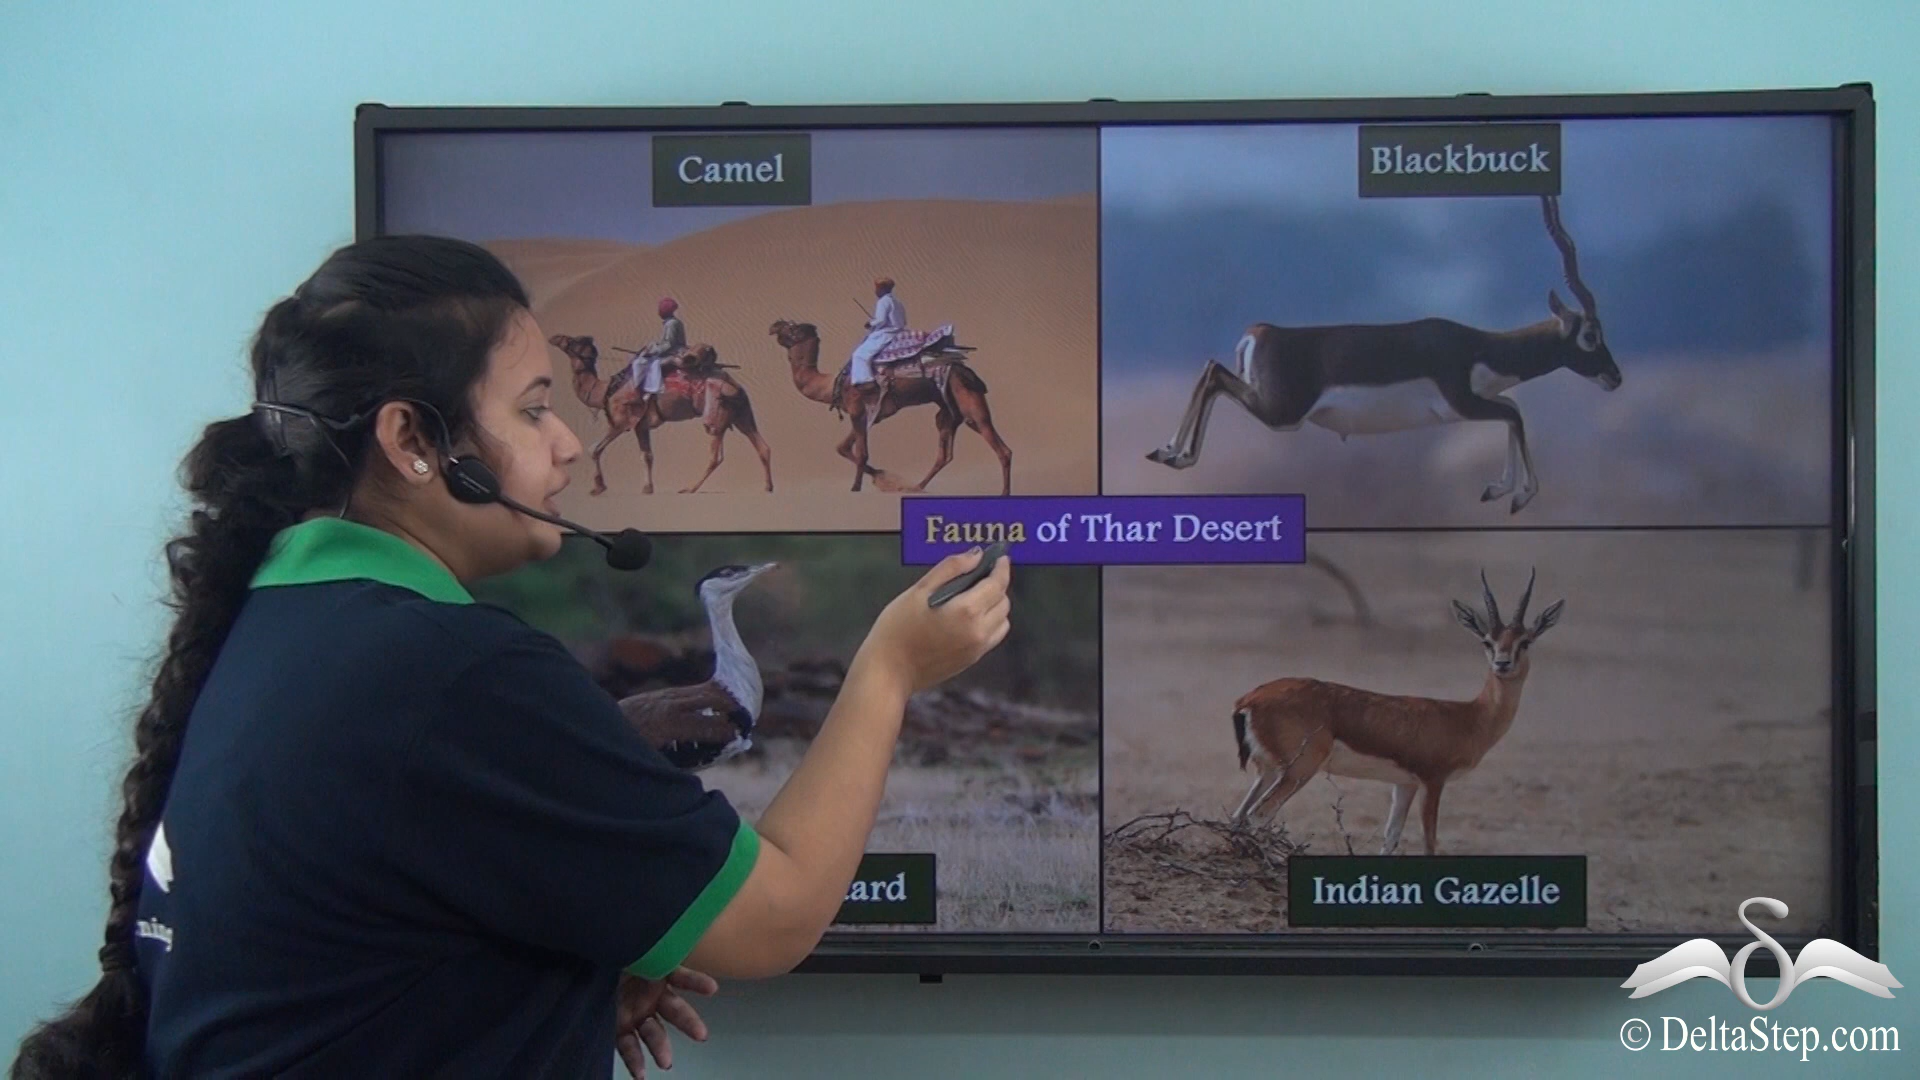 Camel
Blackbuck
Fauna of Thar Desert
Indian Gazelle
© DeltaStep.com